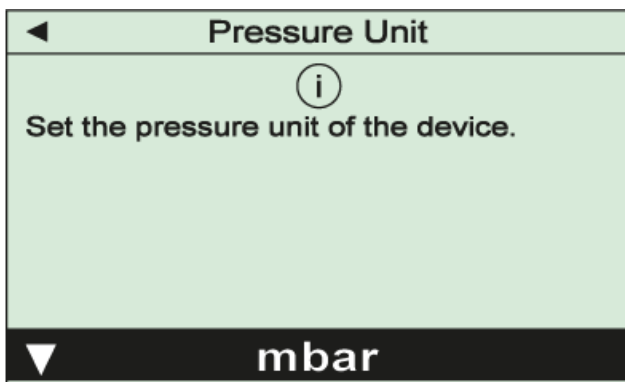 Pressure Unit
i
Set the pressure unit of the device.
mbar